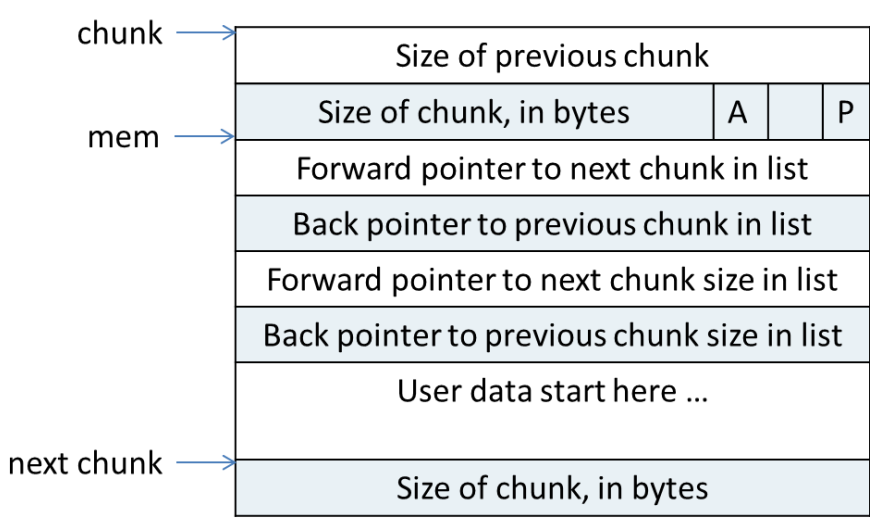 chunk
Size of previous chunk
Size of chunk, in bytes A P
mem
Forward pointer to next chunk in list
Back pointer to previous chunk in list
Forward pointer to next chunk size in list
Back pointer to previous chunk size in list
User data start here ...
next chunk
Size of chunk, in bytes